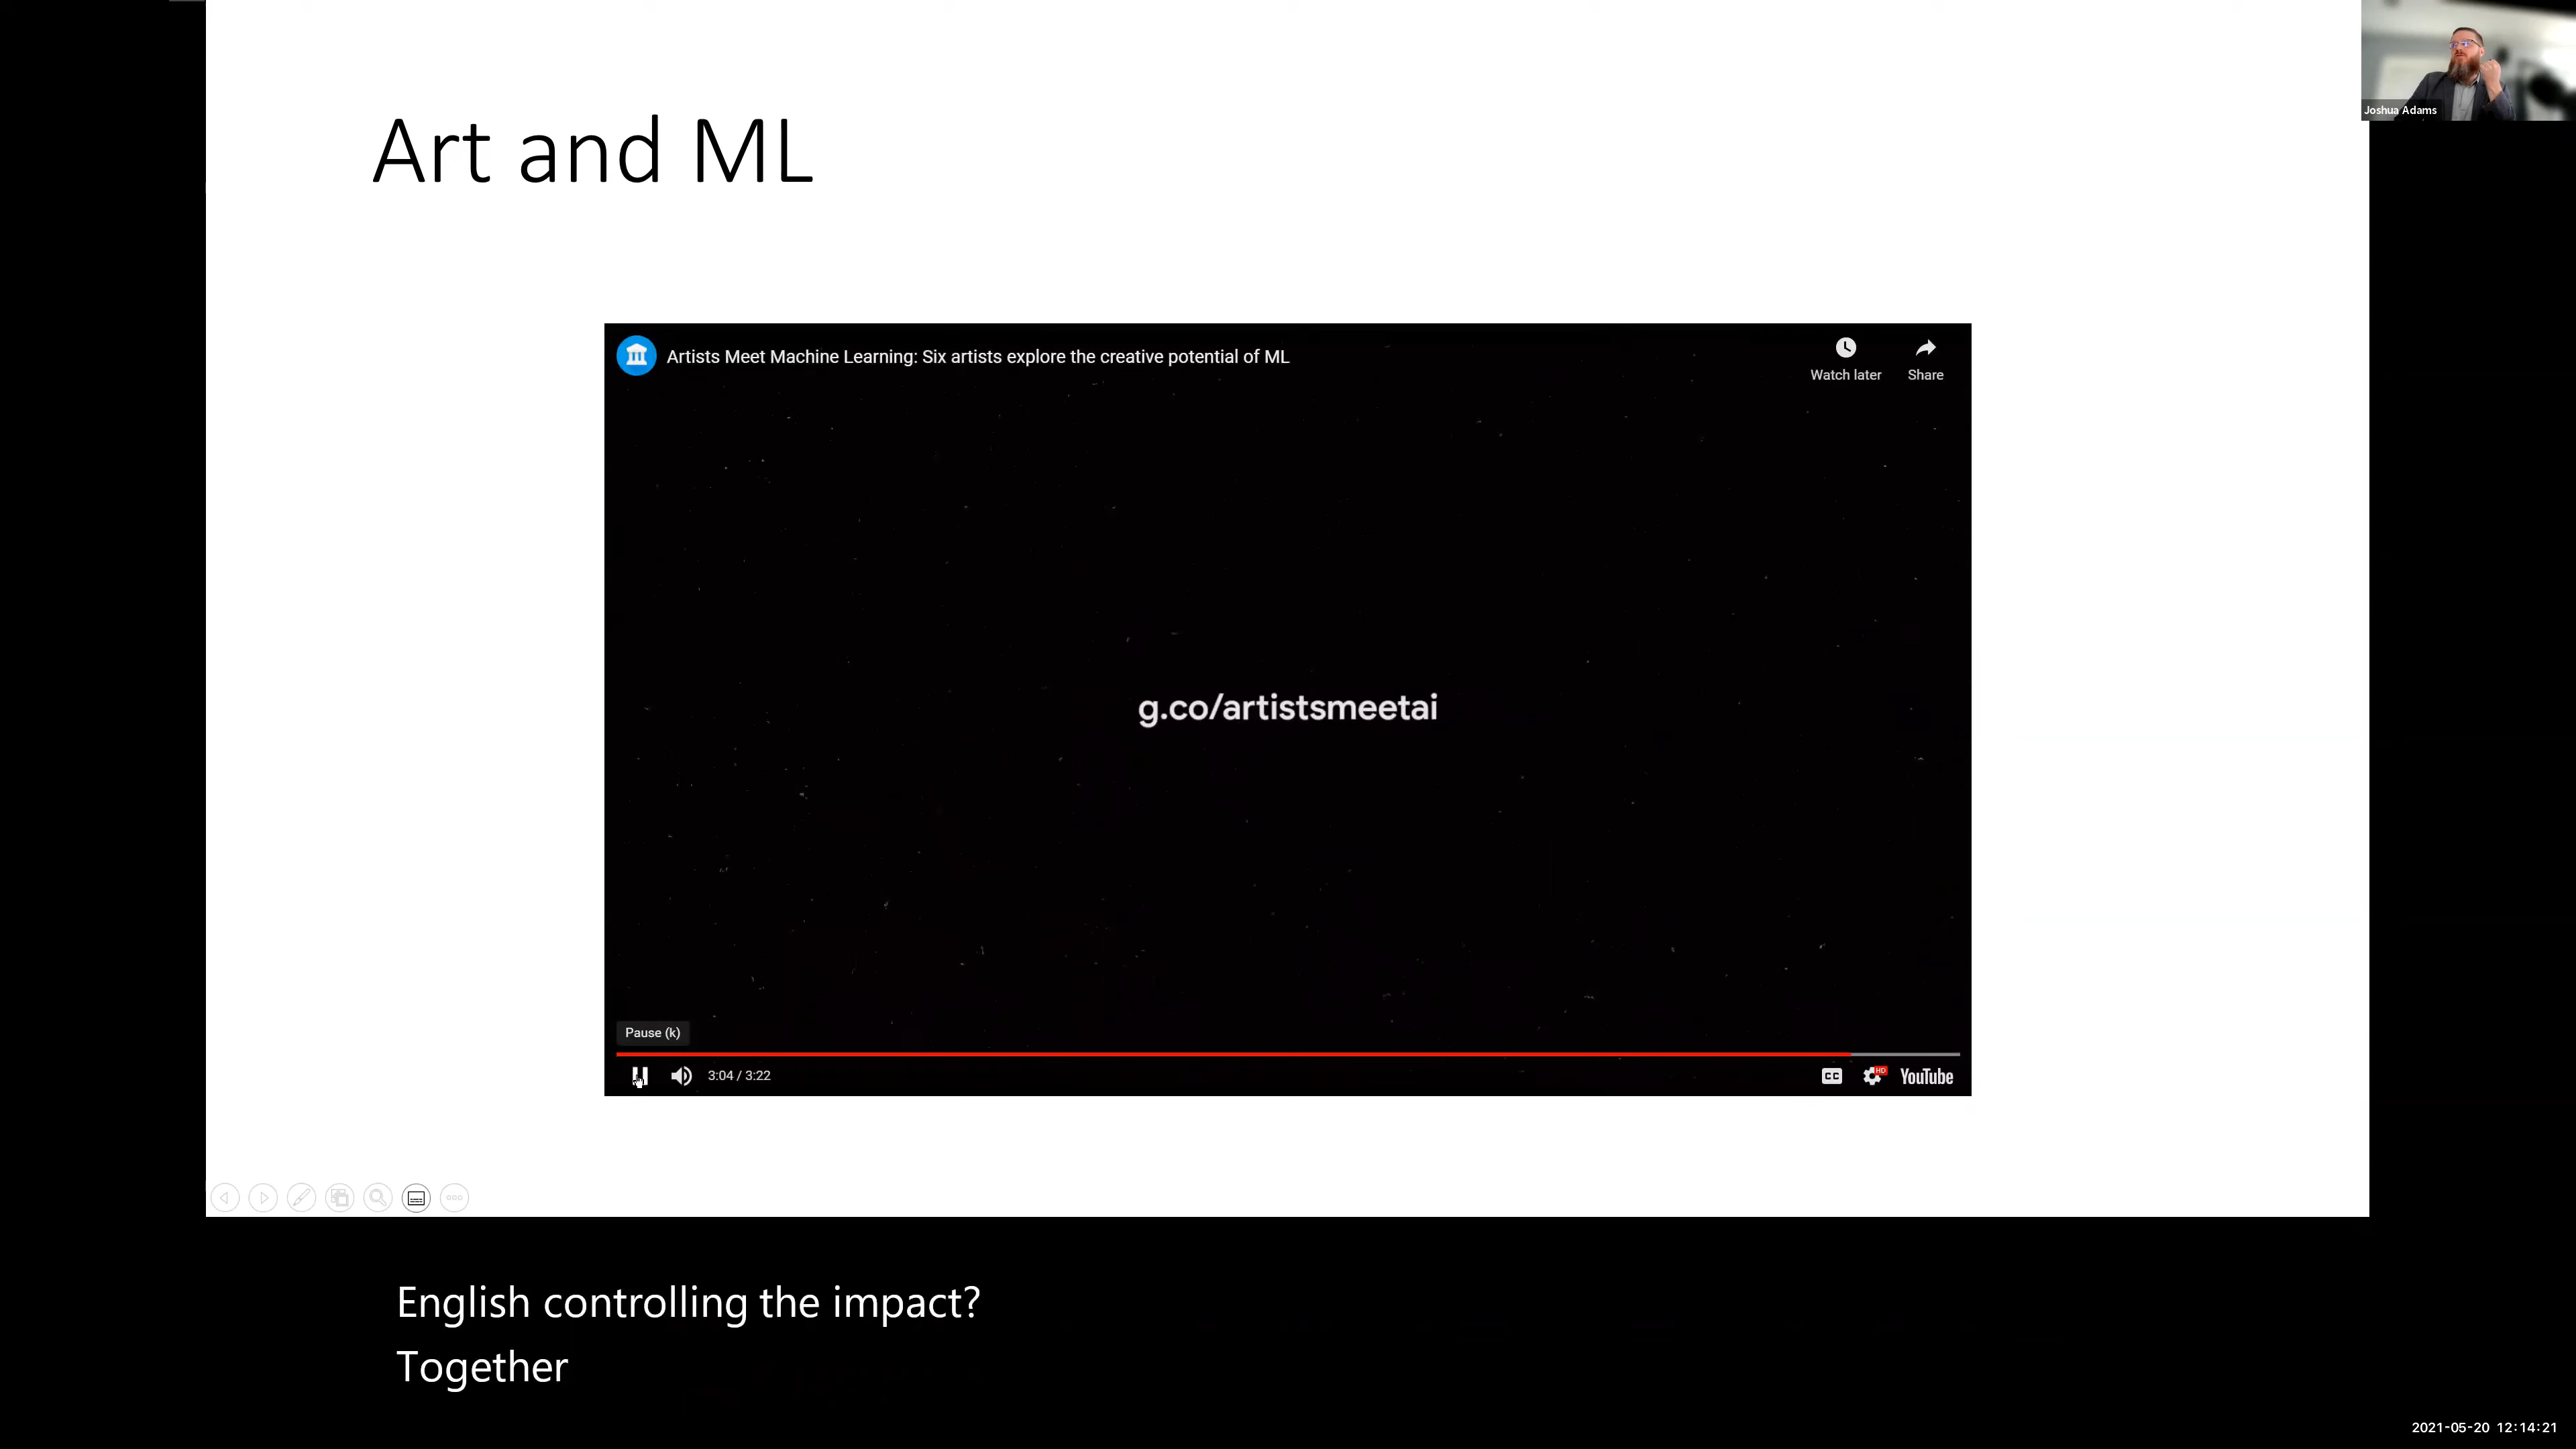 Joshua Adams
Art and ML
Artists Meet Machine Learning: Six artists explore the creative potential of ML
Watch later
Share
g.co/artistsmeetai
Pause (k)
3:04 / 3:22
CC
HD
YouTube
English controlling the impact?
Together
2021-05-20 12:14:21